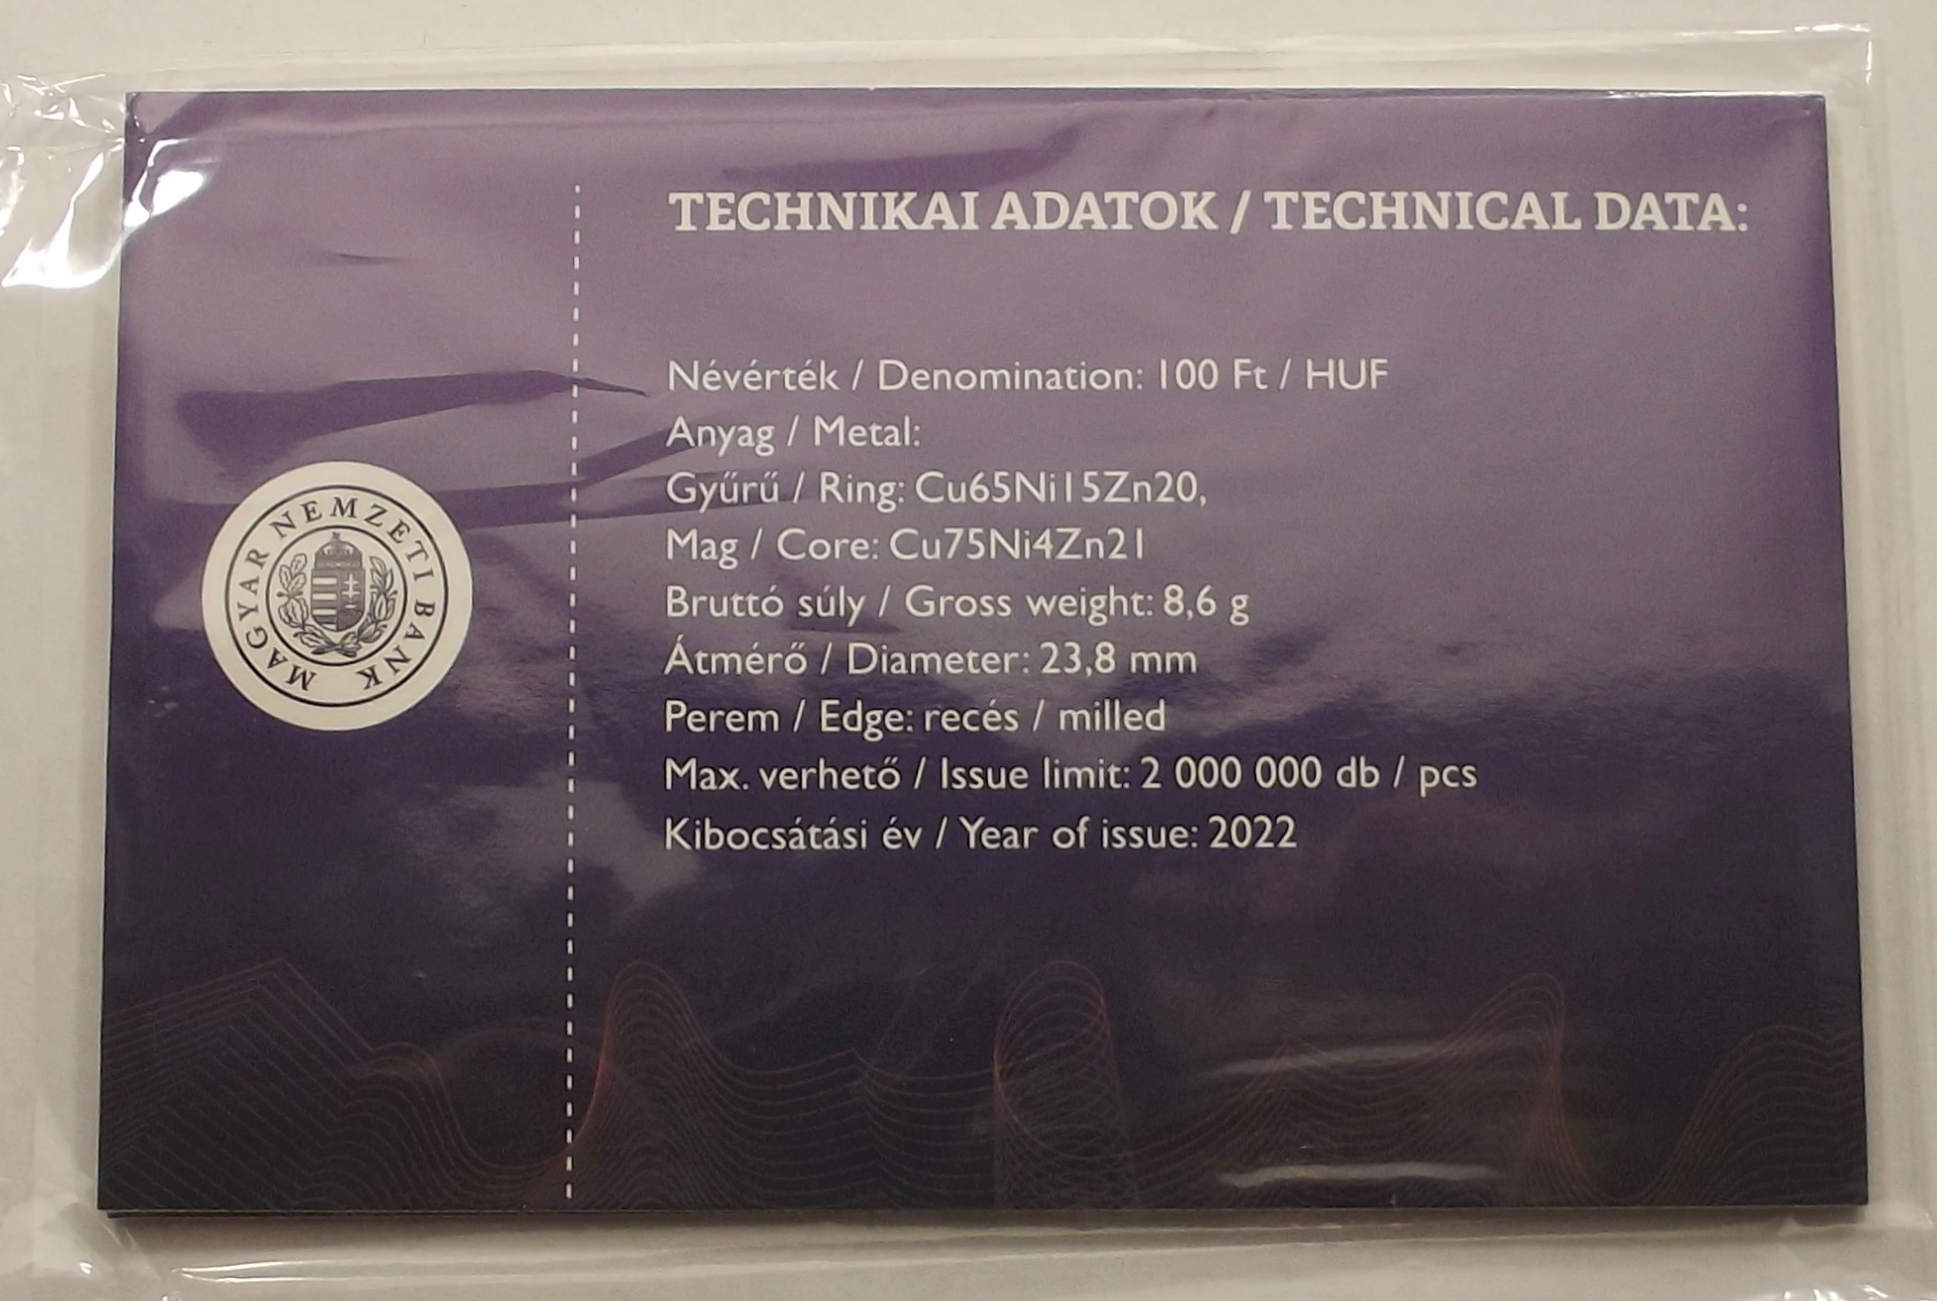 MAGYAR NEMZETI BANK
TECHNIKAI ADATOK / TECHNICAL DATA:
Névérték / Denomination: 100 Ft / HUF
Anyag / Metal:
Gyűrű / Ring: Cu65Ni15Zn20,
Mag / Core: Cu75Ni4Zn21
Bruttó súly / Gross weight: 8,6 g
Átmérő / Diameter: 23,8 mm
Perem / Edge: recés / milled
Max. verhető / Issue limit: 2 000 000 db / pcs
Kibocsátási év / Year of issue: 2022